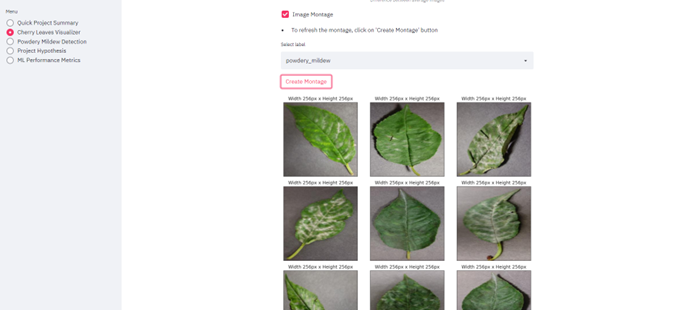 Menu
Quick Project Summary
Cherry Leaves Visualizer
Powdery Mildew Detection
Project Hypothesis
ML Performance Metrics
Image Montage
To refresh the montage, click on 'Create Montage' button
Select label
powdery_mildew
Create Montage
Width 256px x Height 256px
Width 256px x Height 256px
Width 256px x Height 256px
Width 256px x Height 256px
Width 256px x Height 256px
Width 256px x Height 256px
Width 256px x Height 256px
Width 256px x Height 256px
Width 256px x Height 256px